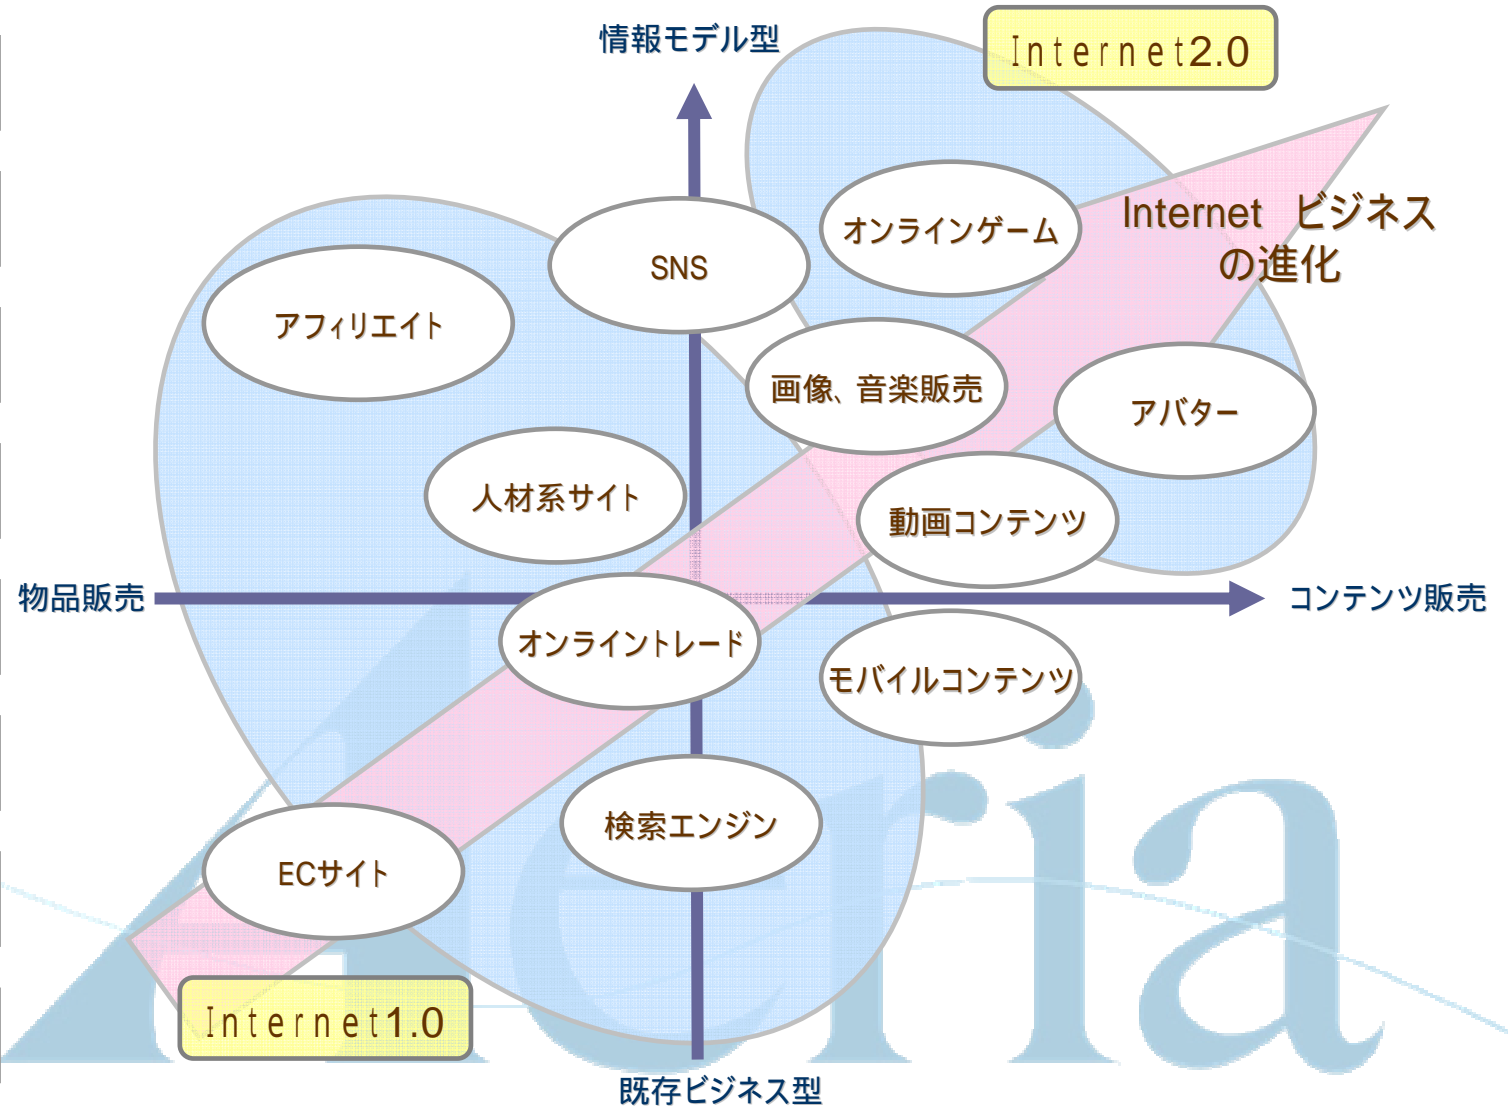 情報モデル型
Internet2.0
Internet ビジネス
の進化
オンラインゲーム
SNS
アフィリエイト
画像、音楽販売
アバター
人材系サイト
動画コンテンツ
物品販売
コンテンツ販売
オンライントレード
モバイルコンテンツ
検索エンジン
ECサイト
Internet1.0
既存ビジネス型
Aeria